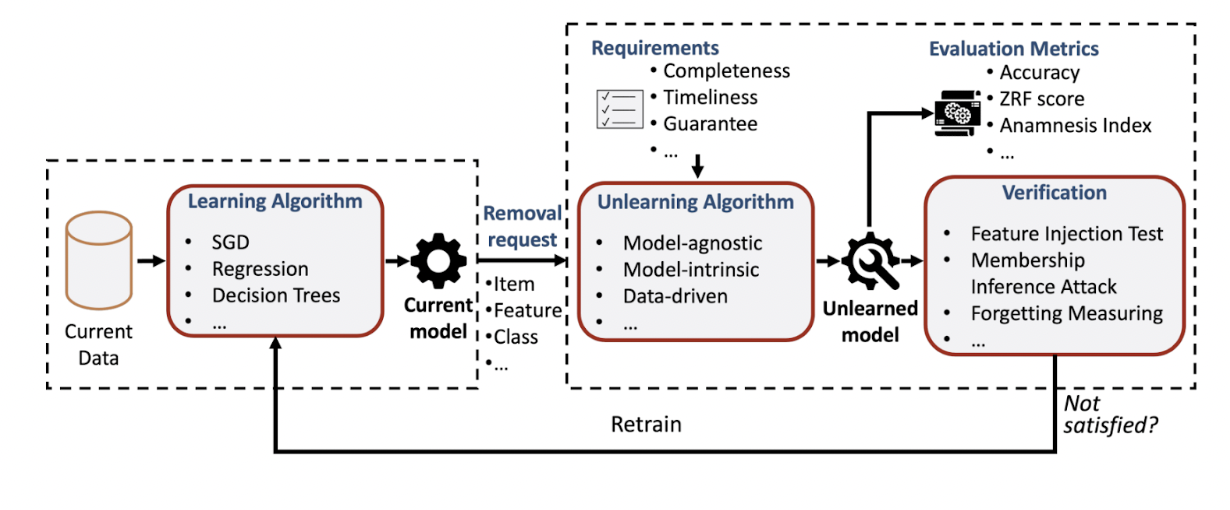 Requirements
• Completeness
• Timeliness
• Guarantee
• ...
Evaluation Metrics
• Accuracy
• ZRF score
• Anamnesis Index
• ...
Current
Data
Learning Algorithm
• SGD
• Regression
• Decision Trees
• ...
Current
model
Removal
request
•Item
•Feature
•Class
•...
Unlearning Algorithm
• Model-agnostic
• Model-intrinsic
• Data-driven
• ...
Unlearned
model
Verification
• Feature Injection Test
• Membership
Inference Attack
• Forgetting Measuring
• ...
Not
satisfied?
Retrain